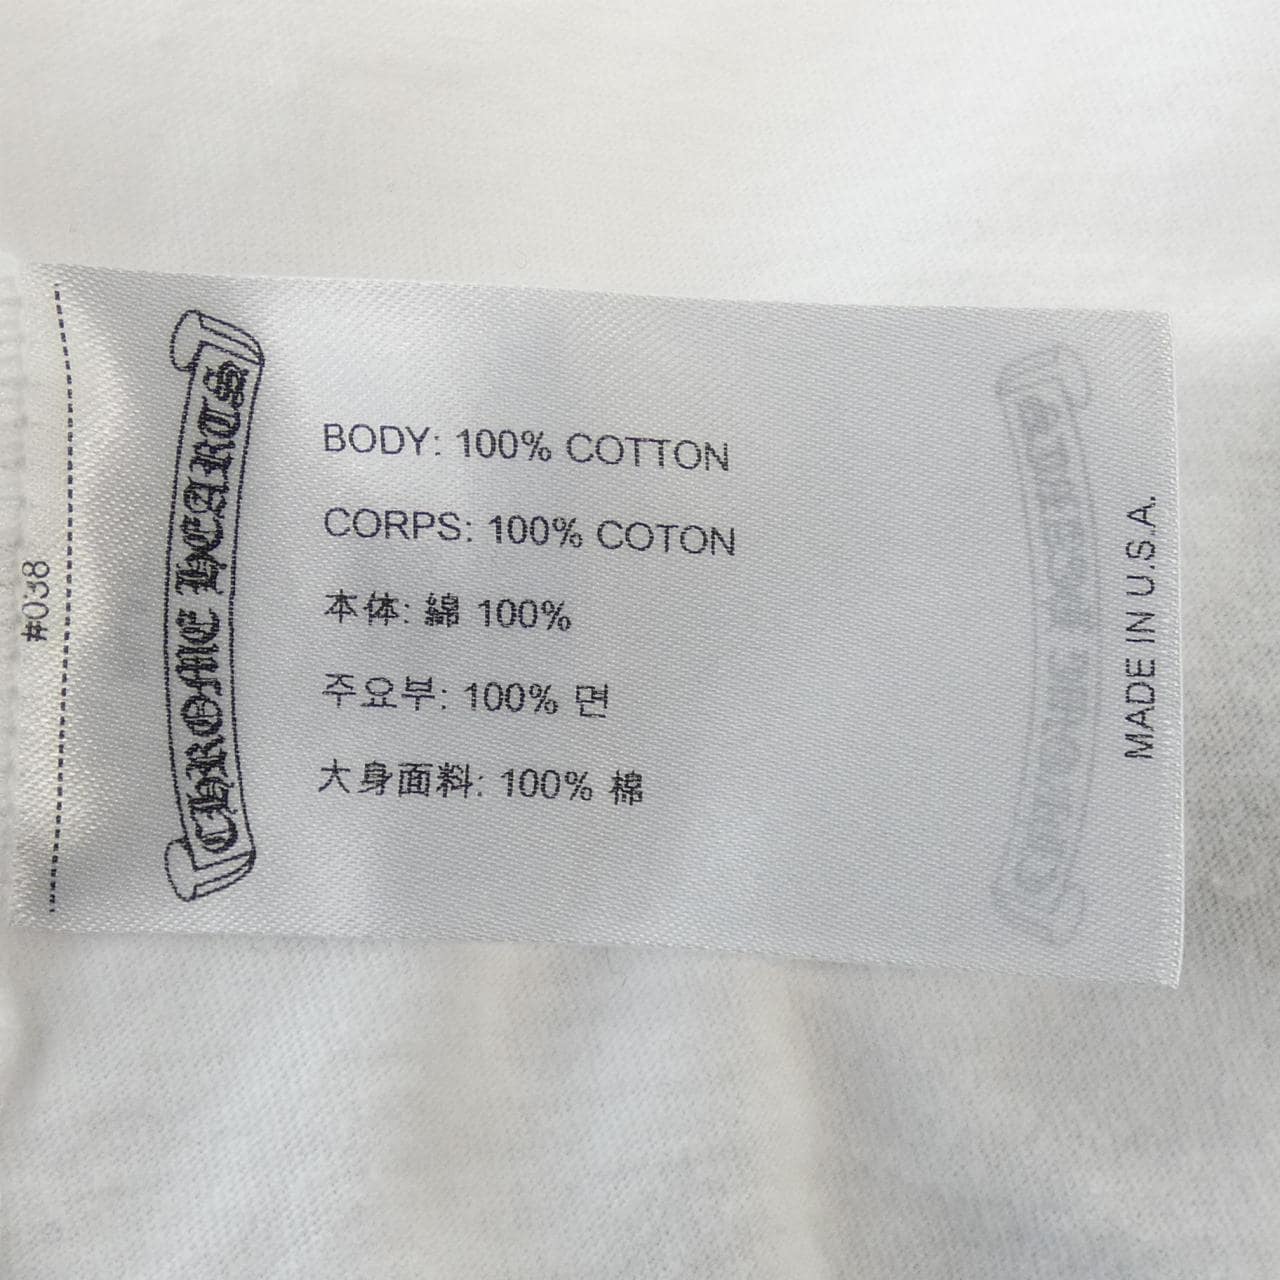 #038
CHROME HEARTS
BODY: 100% COTTON
CORPS: 100% COTON
本体: 綿 100%
주요부: 100% 면
大身面料: 100% 棉
MADE IN U.S.A.